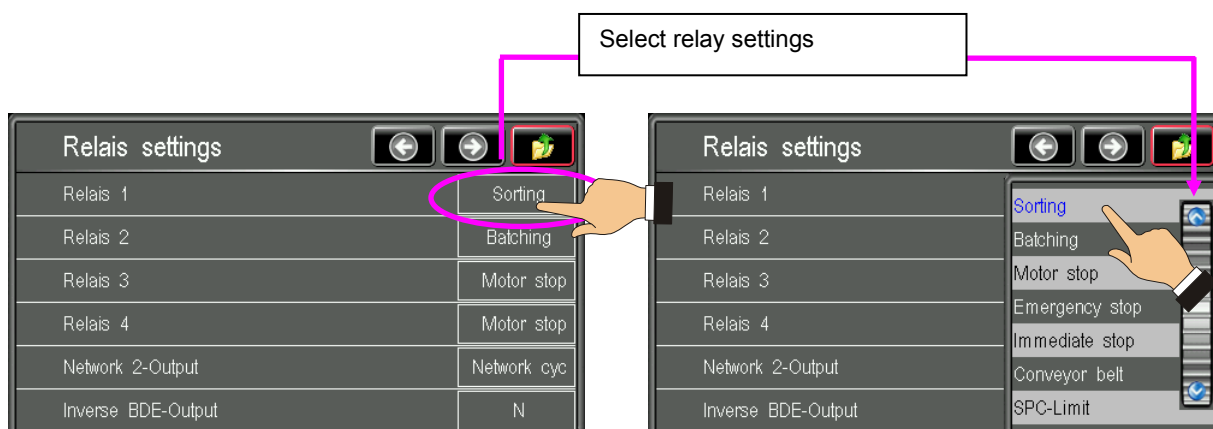 Select relay settings
Relais settings
Relais 1 Sorting
Relais 2 Batching
Relais 3 Motor stop
Relais 4 Motor stop
Network 2-Output Network cyc
Inverse BDE-Output N
Relais settings
Relais 1
Relais 2
Relais 3
Relais 4
Network 2-Output
Inverse BDE-Output
Sorting
Batching
Motor stop
Emergency stop
Immediate stop
Conveyor belt
SPC-Limit